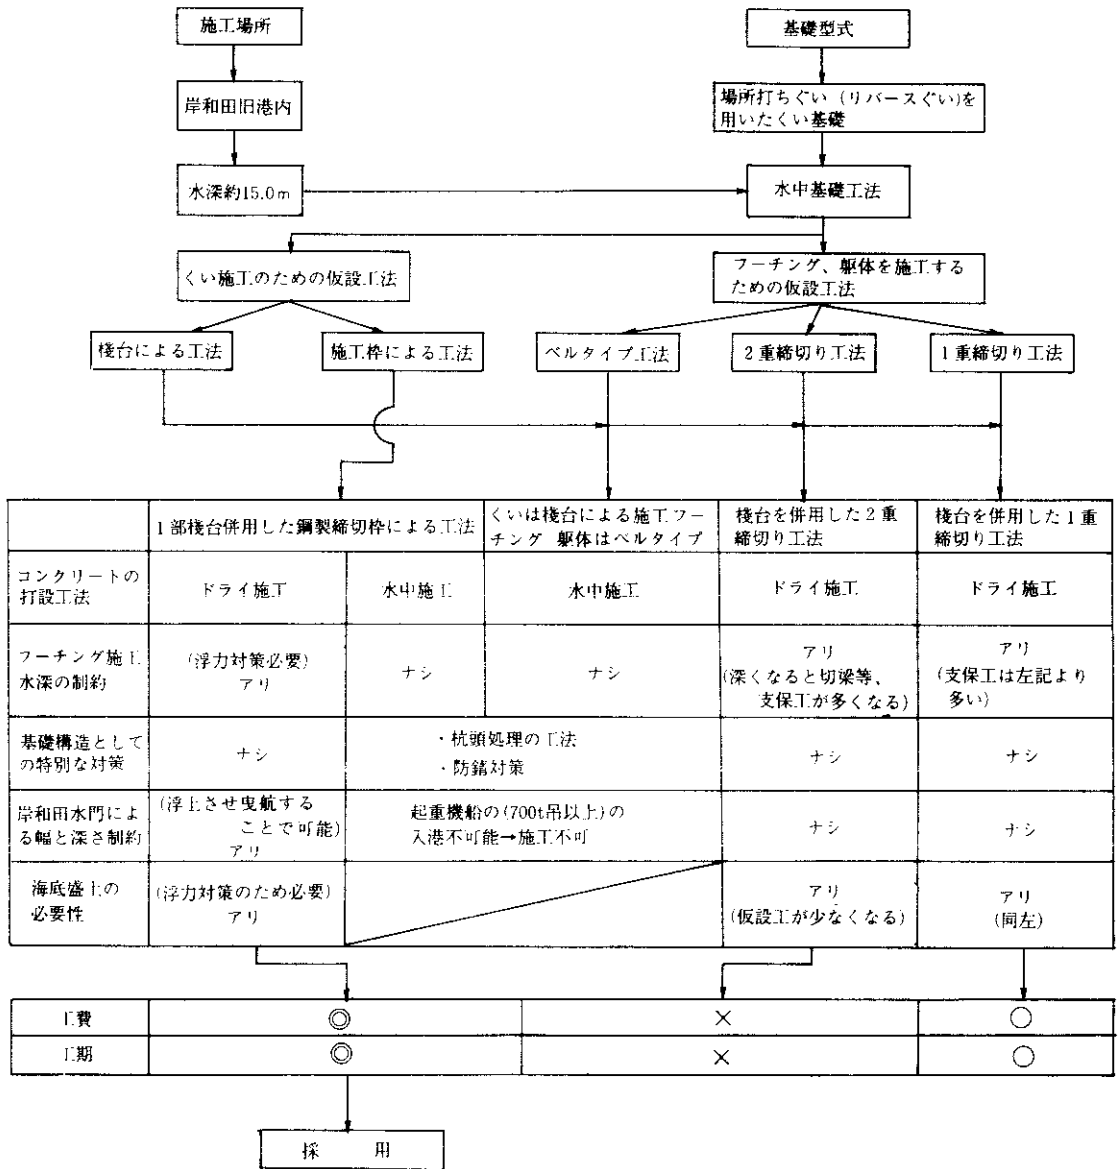 施工場所
基礎型式
岸和田旧港内
場所打ちぐい(リバースぐい)を
用いたくい基礎
水深約15.0m
水中基礎工法
くい施工のための仮設工法
フーチング、躯体を施工する
ための仮設工法
桟台による工法
施工枠による工法
ベルタイプ工法
2重締切り工法
1重締切り工法
1部桟台併用した鋼製締切枠による工法
くいは桟台による施工フー
チング 躯体はベルタイプ
桟台を併用した2重
締切り工法
桟台を併用した1重
締切り工法
コンクリートの
打設工法
ドライ施工
水中施工
水中施工
ドライ施工
ドライ施工
フーチング施工
水深の制約
(浮力対策必要)
アリ
ナシ
ナシ
アリ
(深くなると切梁等、
支保工が多くなる)
アリ
(支保工は左記より
多い)
基礎構造として
の特別な対策
ナシ
・杭頭処理の工法
・防錆対策
ナシ
ナシ
岸和田水門によ
る幅と深さ制約
(浮上させ曳航する
ことで可能)
アリ
起重機船の(700t吊以上)の
入港不可能→施工不可
ナシ
ナシ
海底盛土の
必要性
(浮力対策のため必要)
アリ
アリ
(仮設工が少なくなる)
アリ
(同左)
工費
◎
×
○
工期
◎
×
○
採 用